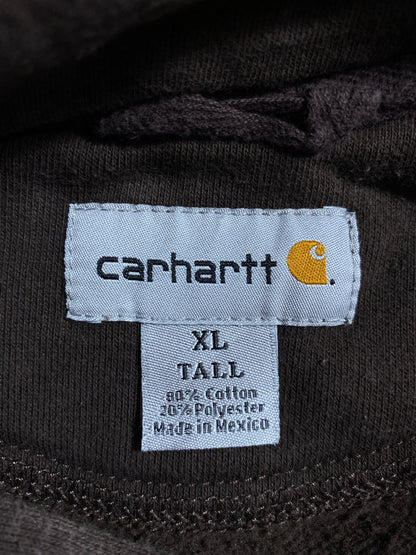 carhartt
XL
TALL
80% Cotton
20% Polyester
Made in Mexico